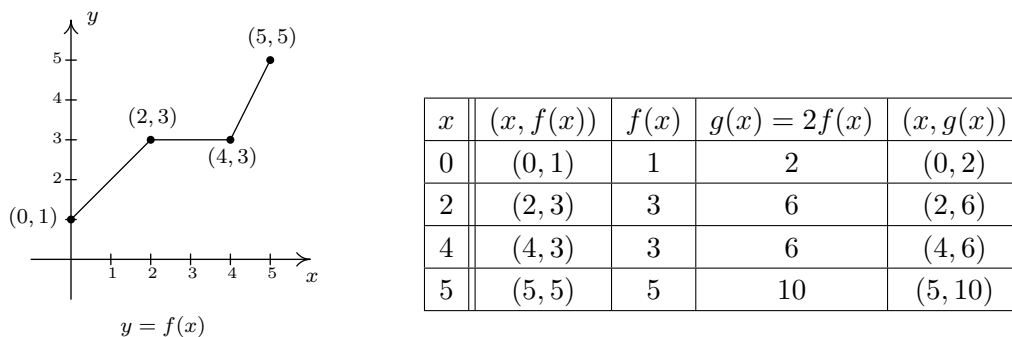 y
(5, 5)
5
4
(2, 3)
3
(4, 3)
2
(0, 1)
1 2 3 4 5
x
y = f(x)
x (x, f(x)) f(x) g(x) = 2f(x) (x, g(x))
0 (0, 1) 1 2 (0, 2)
2 (2, 3) 3 6 (2, 6)
4 (4, 3) 3 6 (4, 6)
5 (5, 5) 5 10 (5, 10)